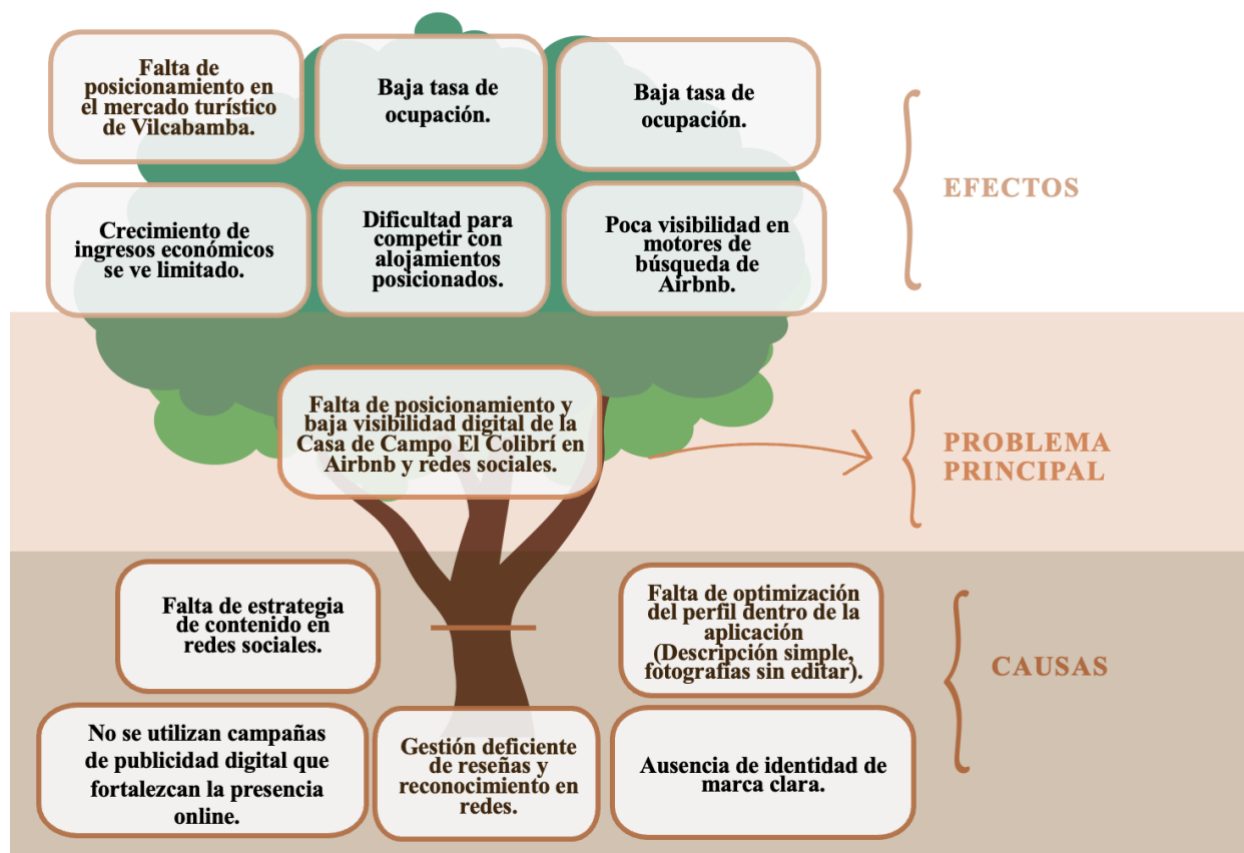 Falta de
posicionamiento en
el mercado turístico
de Vilcabamba.
Baja tasa de
ocupación.
Baja tasa de
ocupación.
Crecimiento de
ingresos económicos
se ve limitado.
Dificultad para
competir con
alojamientos
posicionados.
Poca visibilidad en
motores de
búsqueda de
Airbnb.
EFECTOS
Falta de posicionamiento y
baja visibilidad digital de la
Casa de Campo El Colibrí en
Airbnb y redes sociales.
PROBLEMA
PRINCIPAL
Falta de estrategia
de contenido en
redes sociales.
Falta de optimización
del perfil dentro de la
aplicación
(Descripción simple,
fotografías sin editar).
CAUSAS
No se utilizan campañas
de publicidad digital que
fortalezcan la presencia
online.
Gestión deficiente
de reseñas y
reconocimiento en
redes.
Ausencia de identidad de
marca clara.